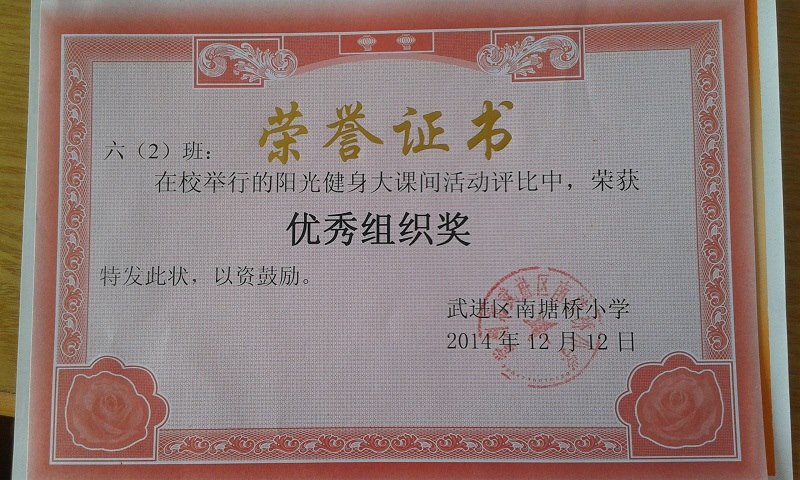 荣誉证书
六（2）班：
在校举行的阳光健身大课间活动评比中，荣获
优秀组织奖
特发此状，以资鼓励。
武进区南塘桥小学
2014年12月12日